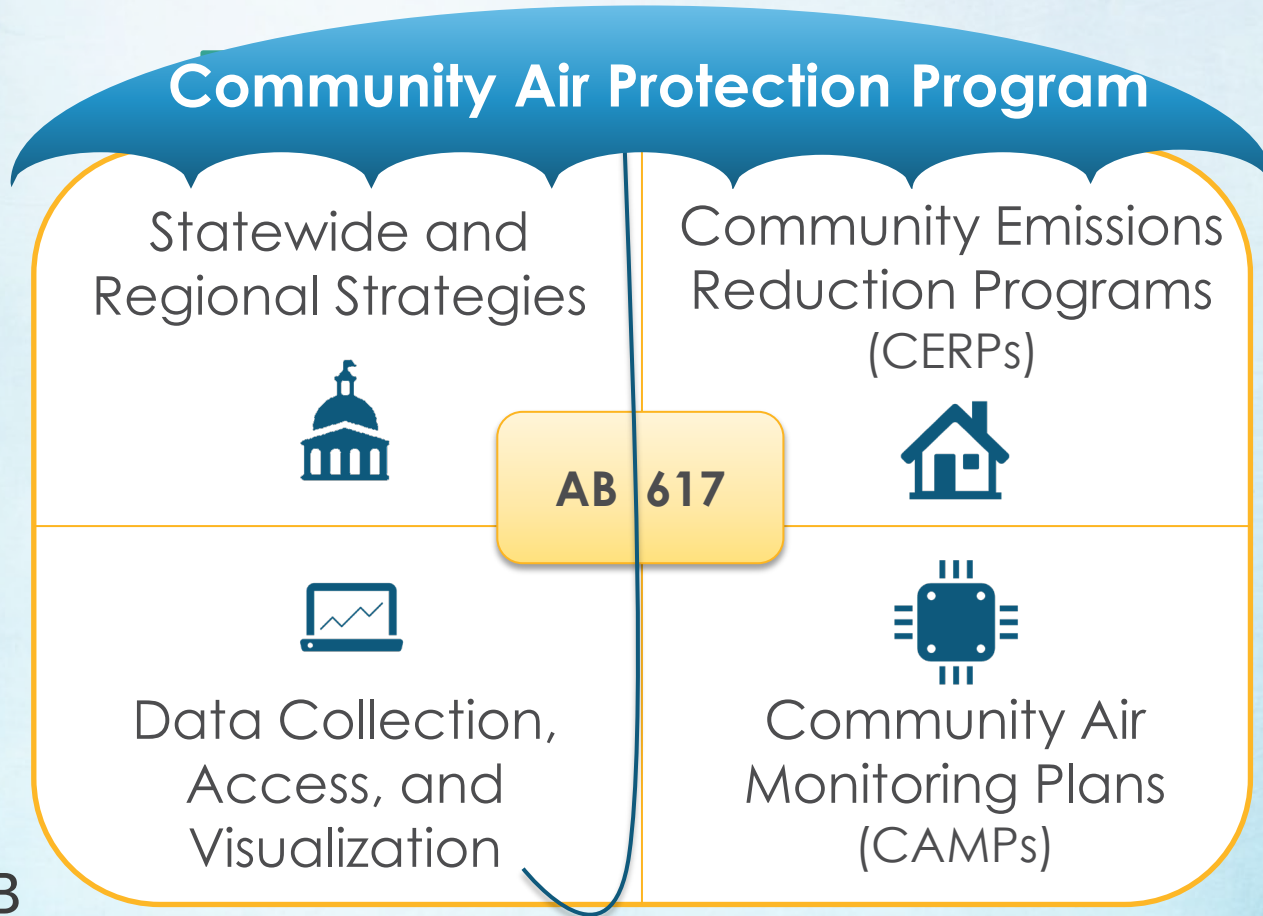 Community Air Protection Program
Statewide and
Regional Strategies
Community Emissions
Reduction Programs
(CERPs)
AB 617
Data Collection,
Access, and
Visualization
Community Air
Monitoring Plans
(CAMPs)